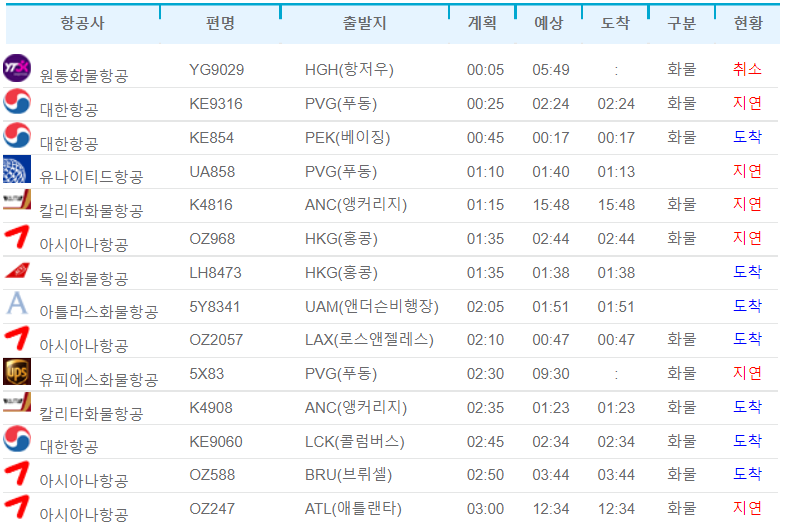 항공사 편명 출발지 계획 예상 도착 구분 현황
원통화물항공 YG9029 HGH(항저우) 00:05 05:49 : 화물 취소
대한항공 KE9316 PVG(푸동) 00:25 02:24 02:24 화물 지연
대한항공 KE854 PEK(베이징) 00:45 00:17 00:17 화물 도착
유나이티드항공 UA858 PVG(푸동) 01:10 01:40 01:13 지연
칼리타화물항공 K4816 ANC(앵커리지) 01:15 15:48 15:48 화물 지연
아시아나항공 OZ968 HKG(홍콩) 01:35 02:44 02:44 화물 지연
독일화물항공 LH8473 HKG(홍콩) 01:35 01:38 01:38 도착
아틀라스화물항공 5Y8341 UAM(앤더슨비행장) 02:05 01:51 01:51 도착
아시아나항공 OZ2057 LAX(로스앤젤레스) 02:10 00:47 00:47 화물 도착
ups 유피에스화물항공 5X83 PVG(푸동) 02:30 09:30 : 화물 지연
칼리타화물항공 K4908 ANC(앵커리지) 02:35 01:23 01:23 화물 도착
대한항공 KE9060 LCK(콜럼버스) 02:45 02:34 02:34 화물 도착
아시아나항공 OZ588 BRU(브뤼셀) 02:50 03:44 03:44 화물 도착
아시아나항공 OZ247 ATL(애틀랜타) 03:00 12:34 12:34 화물 지연